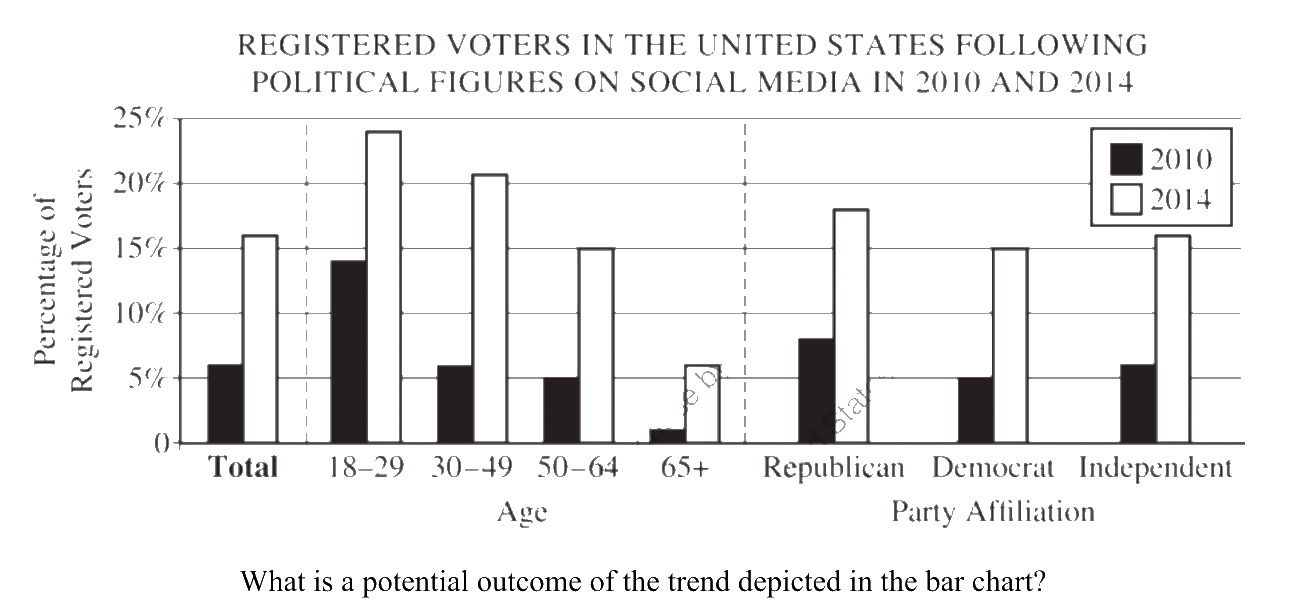 REGISTERED VOTERS IN THE UNITED STATES FOLLOWING
POLITICAL FIGURES ON SOCIAL MEDIA IN 2010 AND 2014
Percentage of
Registered Voters
25%
20%
15%
10%
5%
0
2010
2014
Total
18–29
30–49
50–64
65+
Republican
Democrat
Independent
Age
Party Affiliation
What is a potential outcome of the trend depicted in the bar chart?